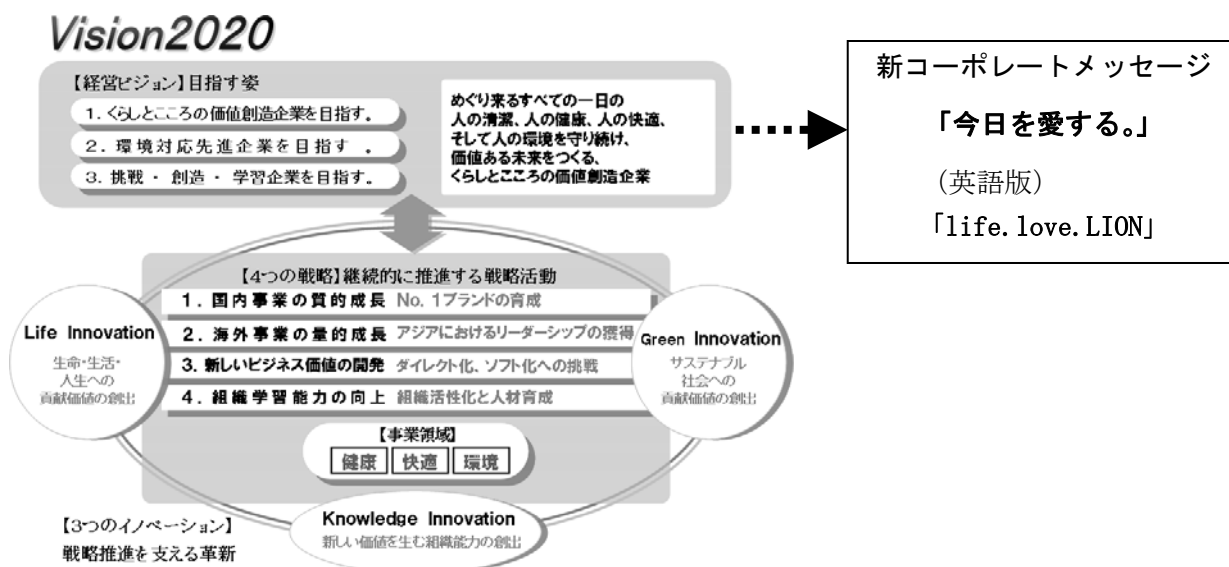 Vision2020
【経営ビジョン】目指す姿
1. くらしとこころの価値創造企業を目指す。
2. 環境対応先進企業を目指す 。
3. 挑戦・創造・学習企業を目指す。
めぐり来るすべての一日の
人の清潔、人の健康、人の快適、
そして人の環境を守り続け、
価値ある未来をつくる、
くらしとこころの価値創造企業
新コーポレートメッセージ
「今日を愛する。」
（英語版）
「life.love.LION」
【4つの戦略】継続的に推進する戦略活動
1. 国内事業の質的成長 No. 1ブランドの育成
2. 海外事業の量的成長 アジアにおけるリーダーシップの獲得
3. 新しいビジネス価値の開発 ダイレクト化、ソフト化への挑戦
4. 組織学習能力の向上 組織活性化と人材育成
【事業領域】
健康 快適 環境
Life Innovation
生命・生活・
人生への
貢献価値の創出
Green Innovation
サステナブル
社会への
貢献価値の創出
Knowledge Innovation
新しい価値を生む組織能力の創出
【3つのイノベーション】
戦略推進を支える革新